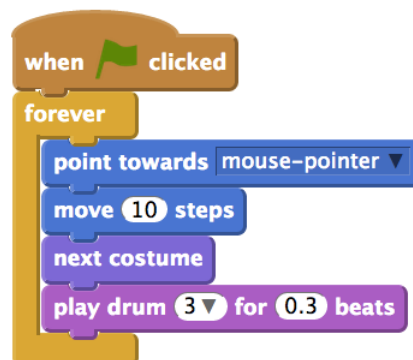 when clicked
forever
point towards mouse-pointer
move 10 steps
next costume
play drum 3 for 0.3 beats